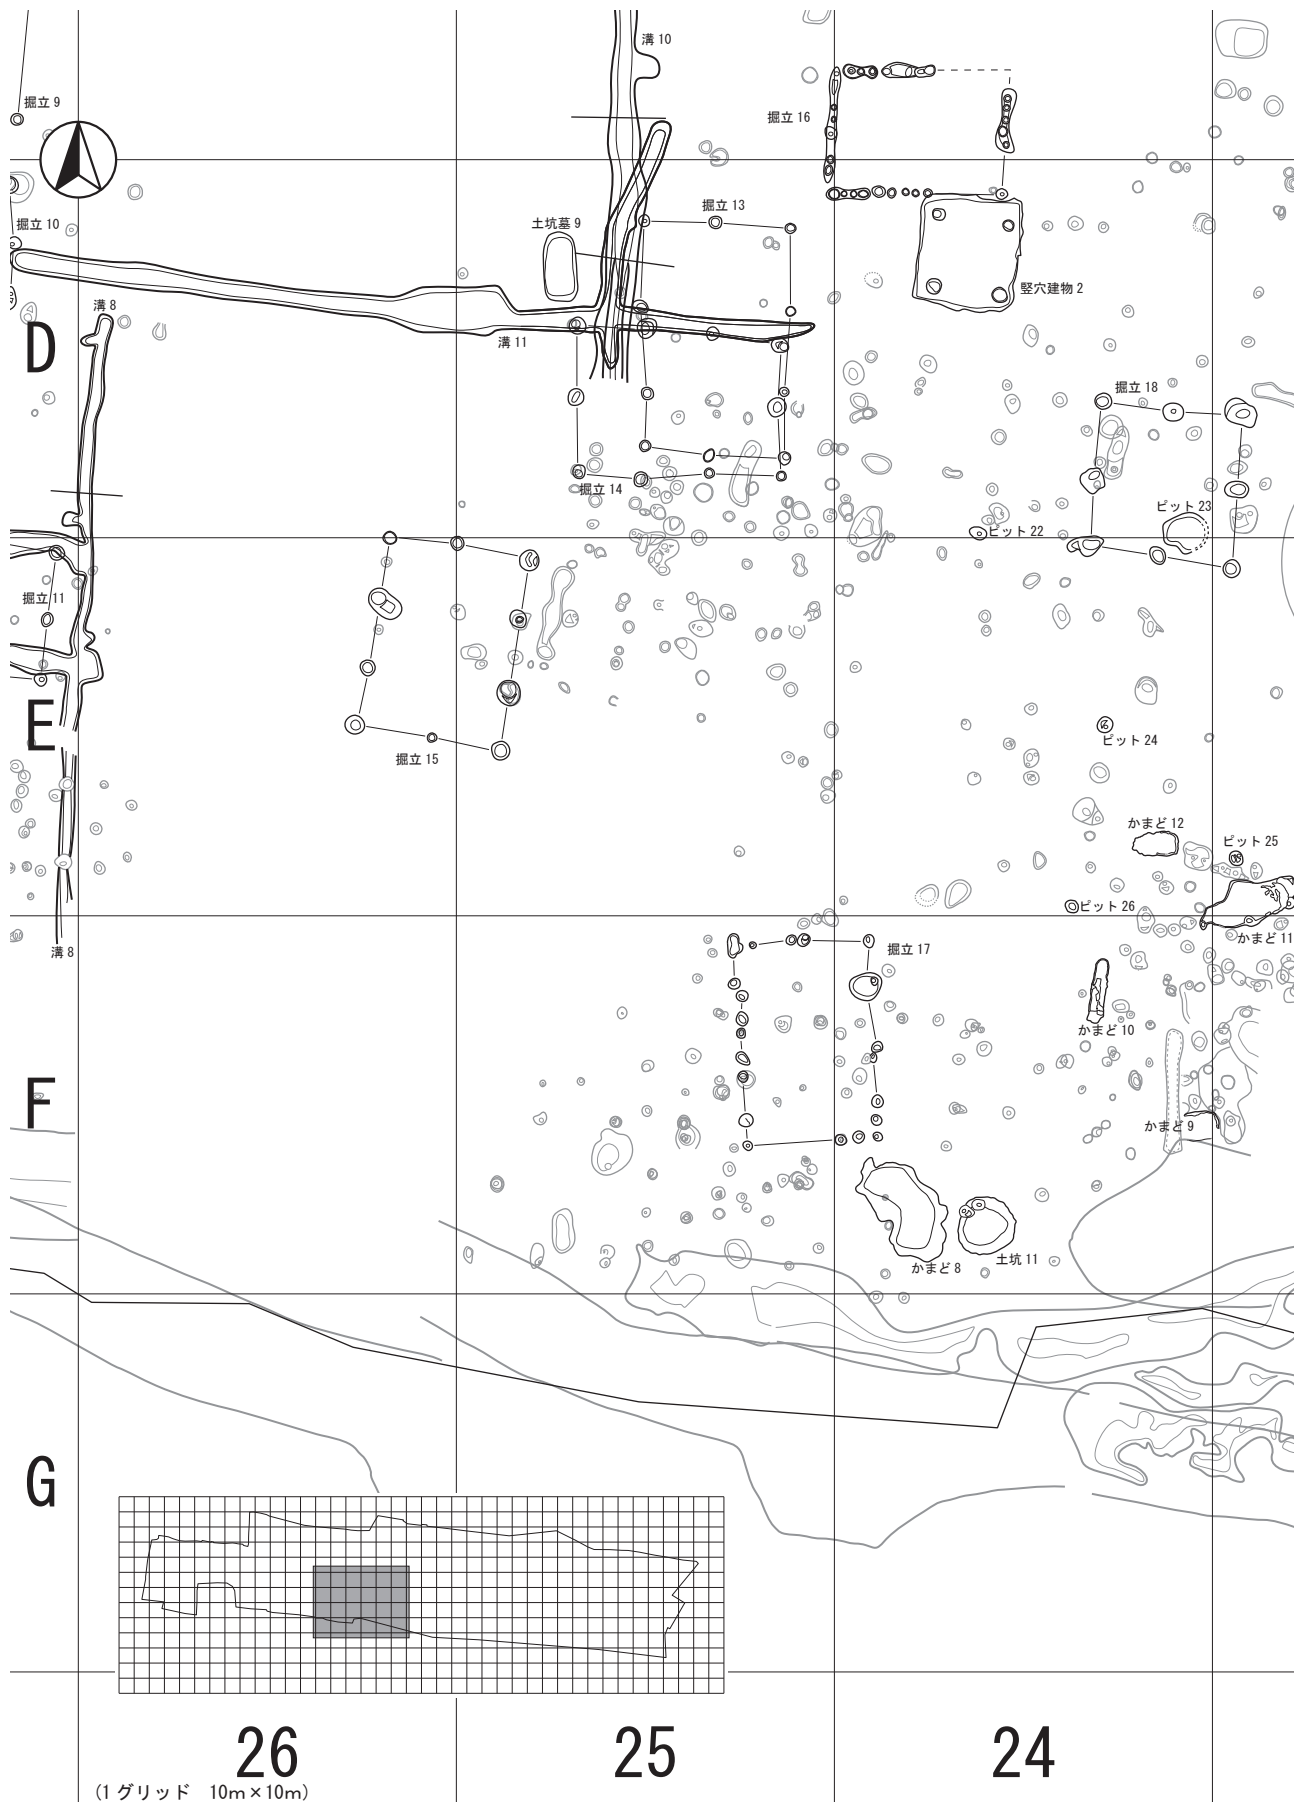 溝 10
掘立 9
掘立 16
掘立 13
掘立 10
土坑墓 9
竪穴建物 2
溝 8
溝 11
D
掘立 18
掘立 14
ピット 23
ピット 22
掘立 11
E
ピット 24
掘立 15
かまど 12
ピット 25
ピット 26
かまど 11
掘立 17
溝 8
かまど 10
F
かまど 9
土坑 11
かまど 8
G
26
25
24
(1 グリッド　10m×10m)